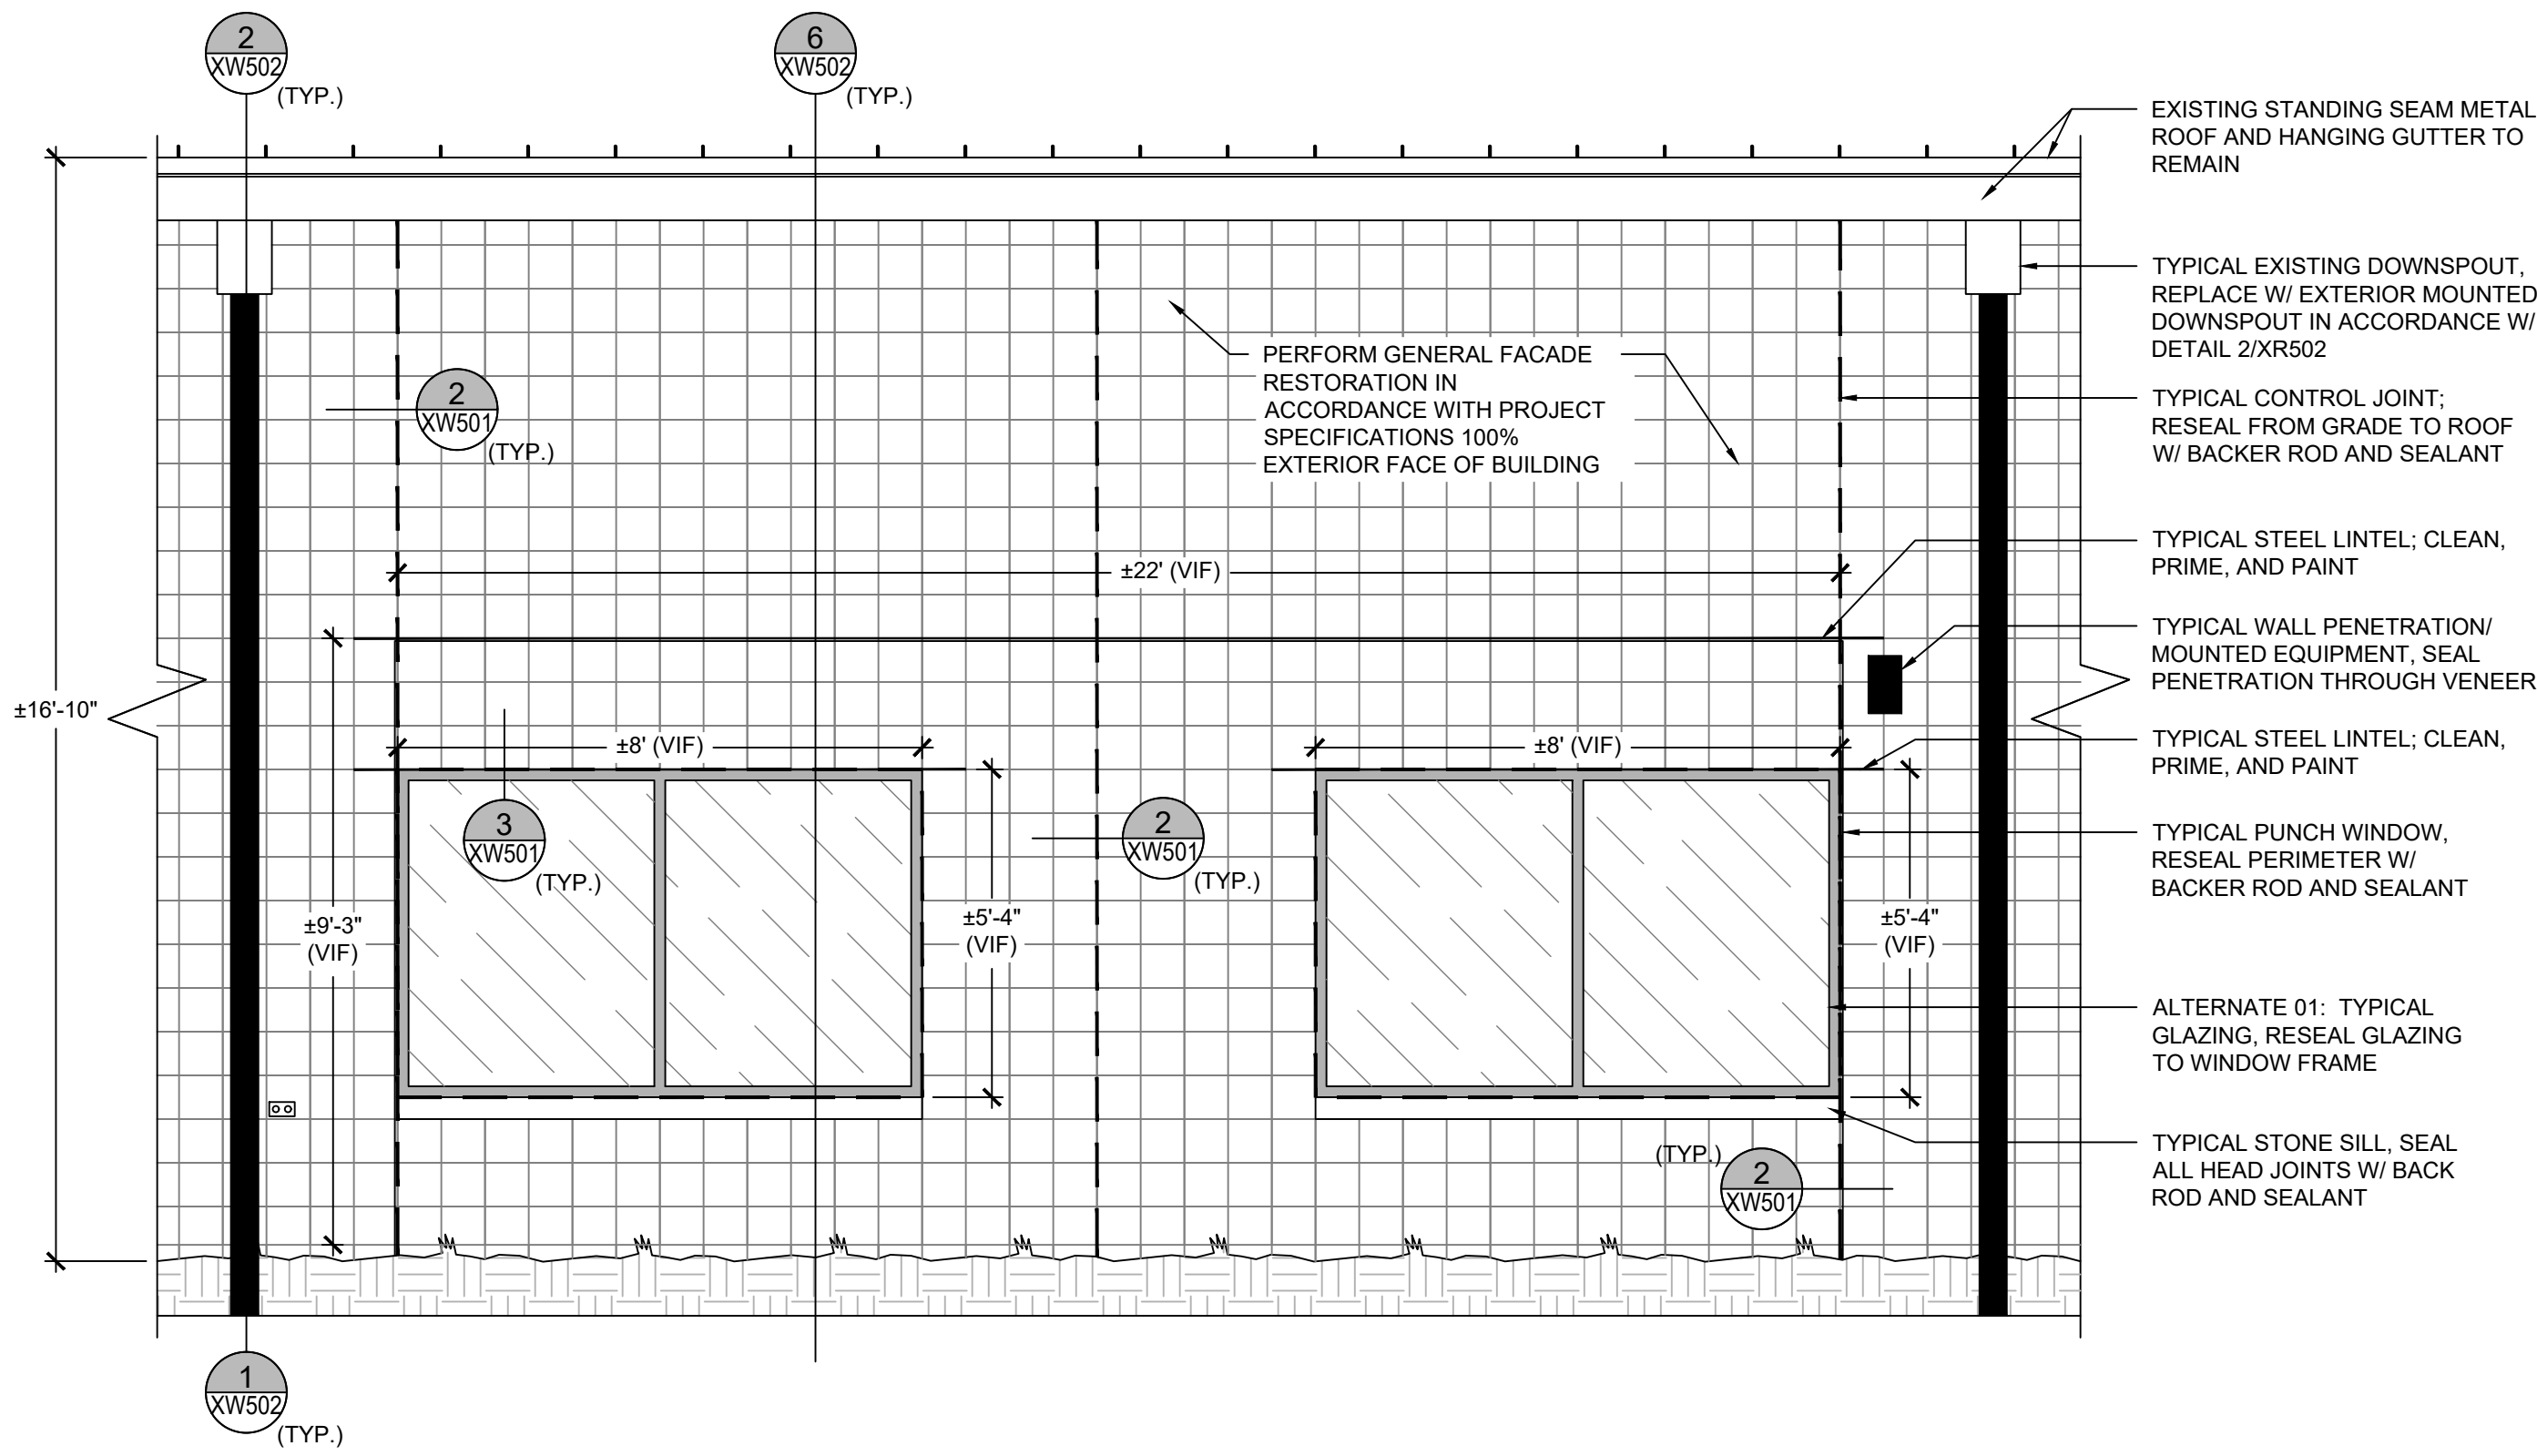 2
XW502
(TYP.)
6
XW502
(TYP.)
EXISTING STANDING SEAM METAL
ROOF AND HANGING GUTTER TO
REMAIN
TYPICAL EXISTING DOWNSPOUT,
REPLACE W/ EXTERIOR MOUNTED
DOWNSPOUT IN ACCORDANCE W/
DETAIL 2/XR502
PERFORM GENERAL FACADE
RESTORATION IN
ACCORDANCE WITH PROJECT
SPECIFICATIONS 100%
EXTERIOR FACE OF BUILDING
2
XW501
(TYP.)
TYPICAL CONTROL JOINT;
RESEAL FROM GRADE TO ROOF
W/ BACKER ROD AND SEALANT
±22' (VIF)
TYPICAL STEEL LINTEL; CLEAN,
PRIME, AND PAINT
TYPICAL WALL PENETRATION/
MOUNTED EQUIPMENT, SEAL
PENETRATION THROUGH VENEER
±16'-10"
±8' (VIF)
±8' (VIF)
TYPICAL STEEL LINTEL; CLEAN,
PRIME, AND PAINT
3
XW501
(TYP.)
2
XW501
(TYP.)
TYPICAL PUNCH WINDOW,
RESEAL PERIMETER W/
BACKER ROD AND SEALANT
±9'-3"
(VIF)
±5'-4"
(VIF)
±5'-4"
(VIF)
ALTERNATE 01:  TYPICAL
GLAZING, RESEAL GLAZING
TO WINDOW FRAME
(TYP.)
2
XW501
TYPICAL STONE SILL, SEAL
ALL HEAD JOINTS W/ BACK
ROD AND SEALANT
1
XW502
(TYP.)